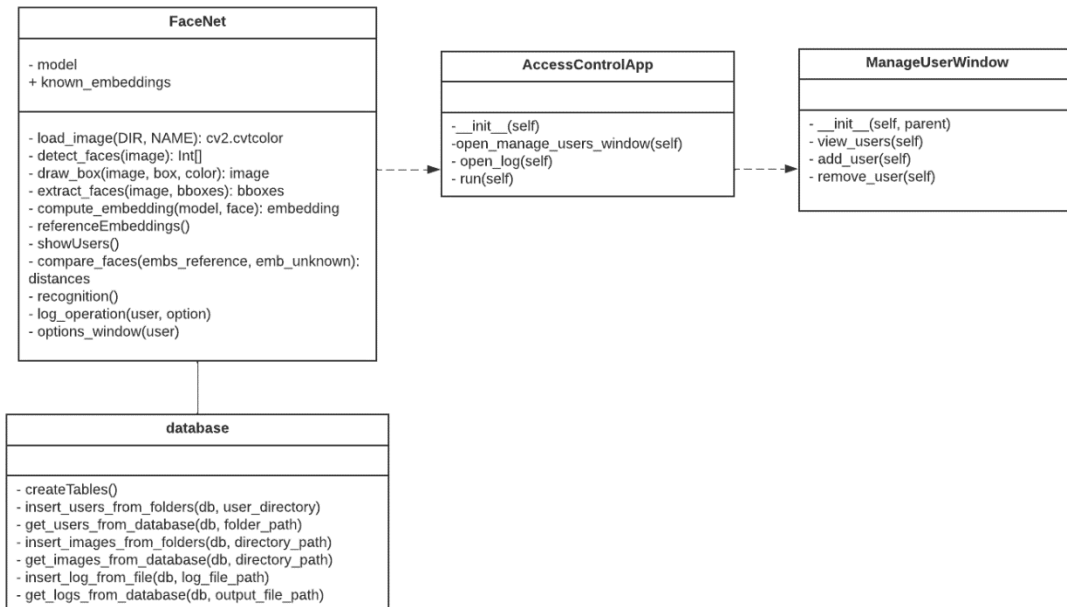 FaceNet
- model
+ known_embeddings
- load_image(DIR, NAME): cv2.cvtcolor
- detect_faces(image): Int[]
- draw_box(image, box, color): image
- extract_faces(image, bboxes): bboxes
- compute_embedding(model, face): embedding
- referenceEmbeddings()
- showUsers()
- compare_faces(embs_reference, emb_unknown):
distances
- recognition()
- log_operation(user, option)
- options_window(user)
AccessControlApp
-__init__(self)
-open_manage_users_window(self)
- open_log(self)
- run(self)
ManageUserWindow
- __init__(self, parent)
- view_users(self)
- add_user(self)
- remove_user(self)
database
- createTables()
- insert_users_from_folders(db, user_directory)
- get_users_from_database(db, folder_path)
- insert_images_from_folders(db, directory_path)
- get_images_from_database(db, directory_path)
- insert_log_from_file(db, log_file_path)
- get_logs_from_database(db, output_file_path)